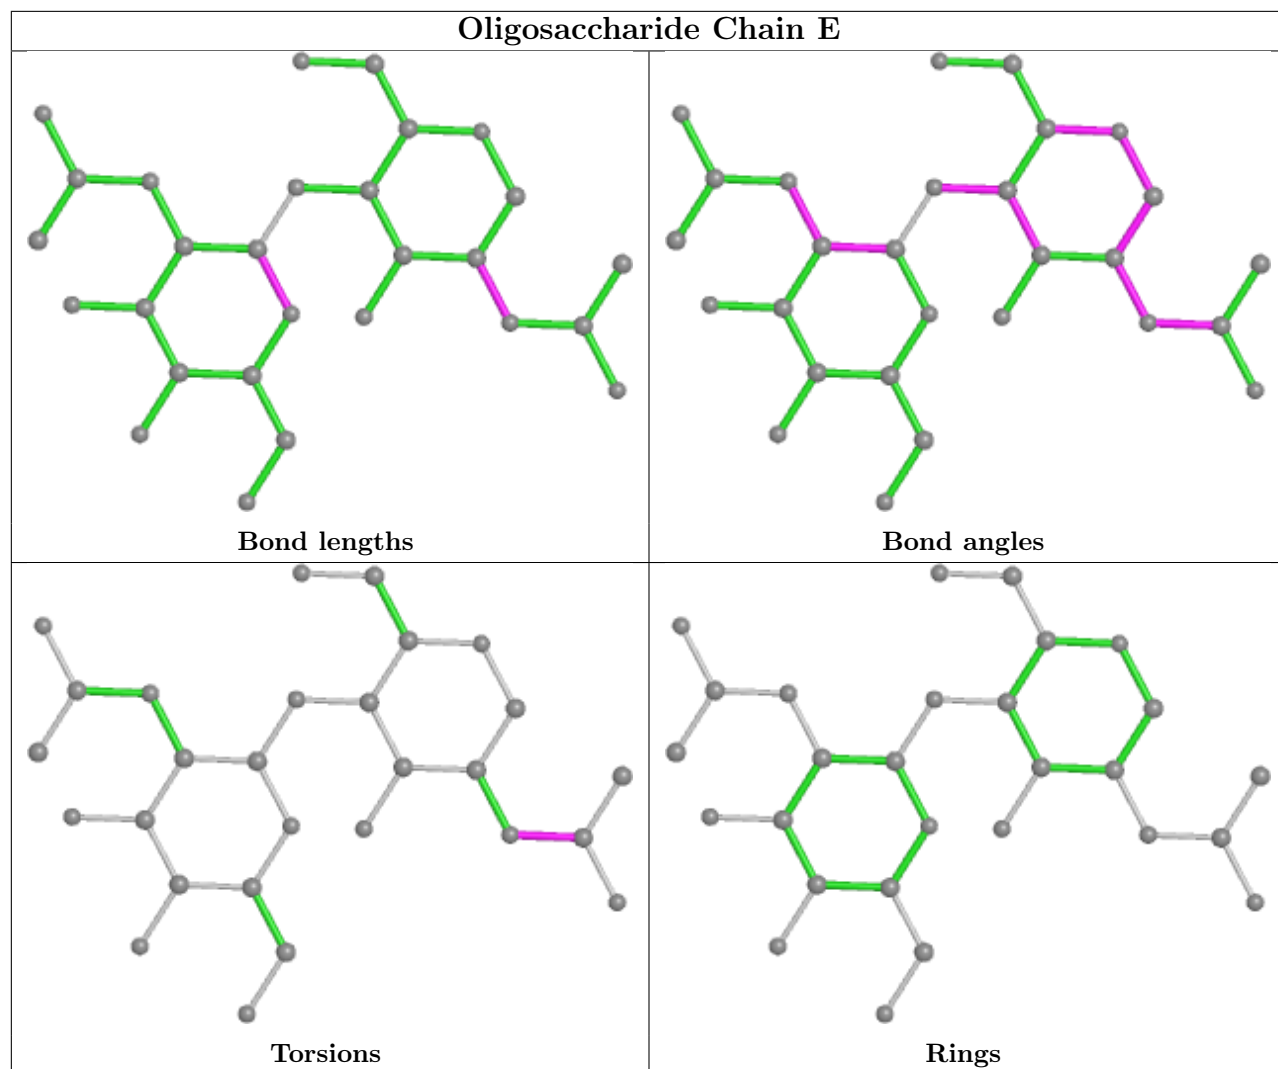 Oligosaccharide Chain E
Bond lengths
Bond angles
Torsions
Rings